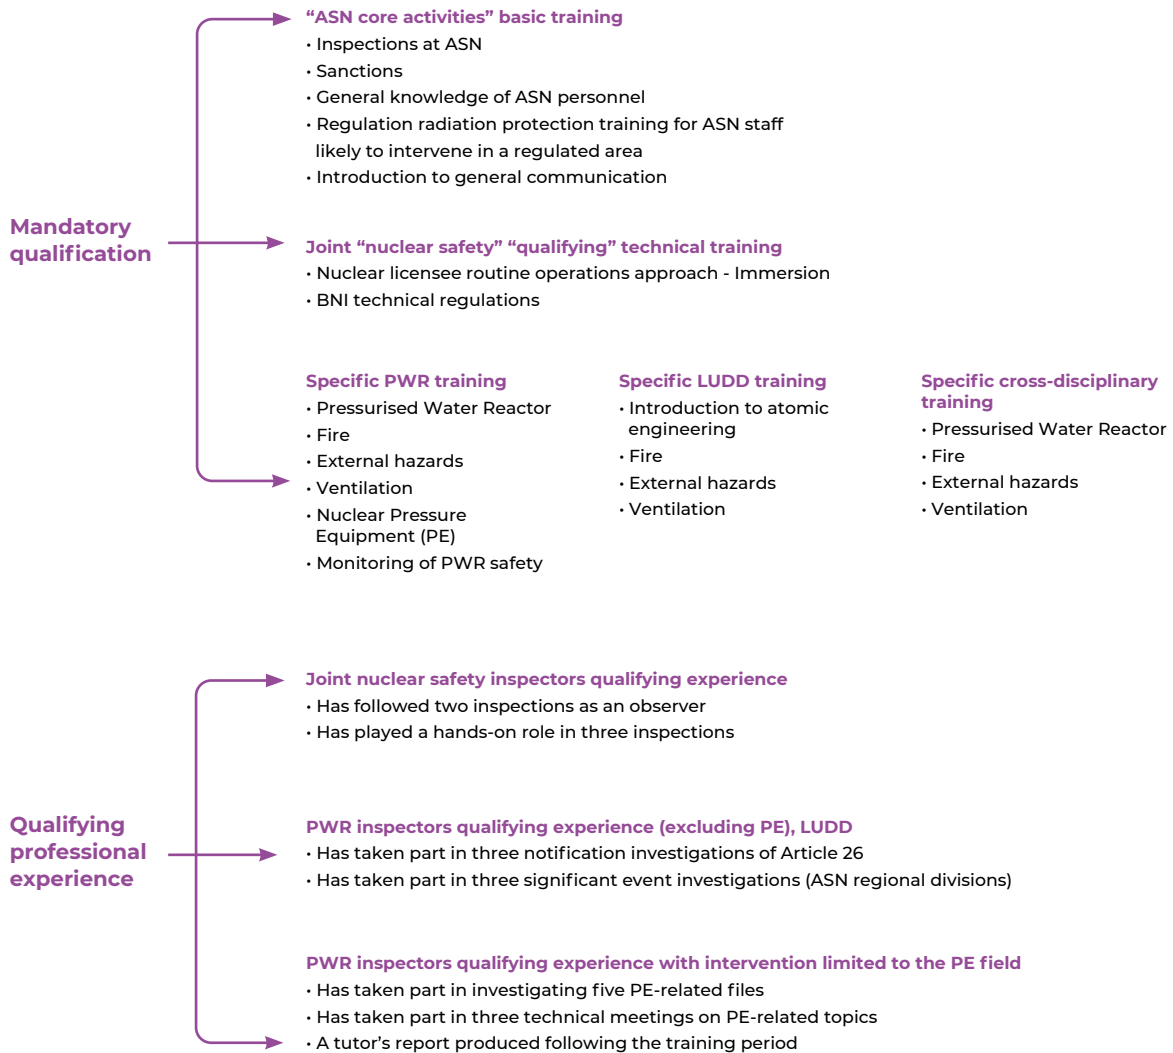 “ASN core activities” basic training
• Inspections at ASN
• Sanctions
• General knowledge of ASN personnel
• Regulation radiation protection training for ASN staff
likely to intervene in a regulated area
• Introduction to general communication
Mandatory
qualification
Joint “nuclear safety” “qualifying” technical training
• Nuclear licensee routine operations approach - Immersion
• BNI technical regulations
Specific PWR training
• Pressurised Water Reactor
• Fire
• External hazards
• Ventilation
• Nuclear Pressure
Equipment (PE)
• Monitoring of PWR safety
Specific LUDD training
• Introduction to atomic
engineering
• Fire
• External hazards
• Ventilation
Specific cross-disciplinary
training
• Pressurised Water Reactor
• Fire
• External hazards
• Ventilation
Joint nuclear safety inspectors qualifying experience
• Has followed two inspections as an observer
• Has played a hands-on role in three inspections
Qualifying
professional
experience
PWR inspectors qualifying experience (excluding PE), LUDD
• Has taken part in three notification investigations of Article 26
• Has taken part in three significant event investigations (ASN regional divisions)
PWR inspectors qualifying experience with intervention limited to the PE field
• Has taken part in investigating five PE-related files
• Has taken part in three technical meetings on PE-related topics
• A tutor’s report produced following the training period